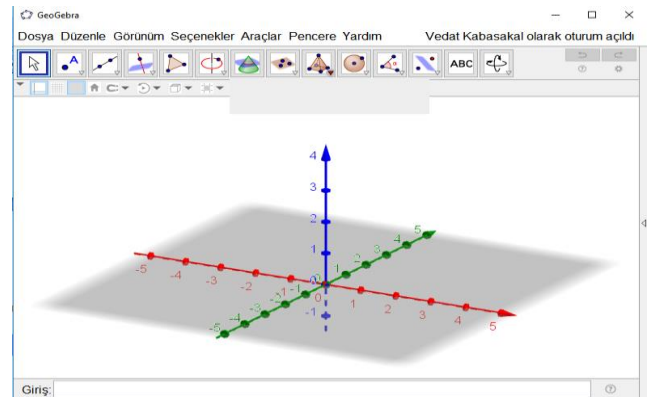 GeoGebra
Dosya Düzenle Görünüm Seçenekler Araçlar Pencere Yardım Vedat Kabasakal olarak oturum açıldı
A ABC
4
3
2
1
0
-1
-5 -4 -3 -2 -1 0 1 2 3 4 5
-5 -4 -3 -2 -1 0 1 2 3 4 5
Giriş: